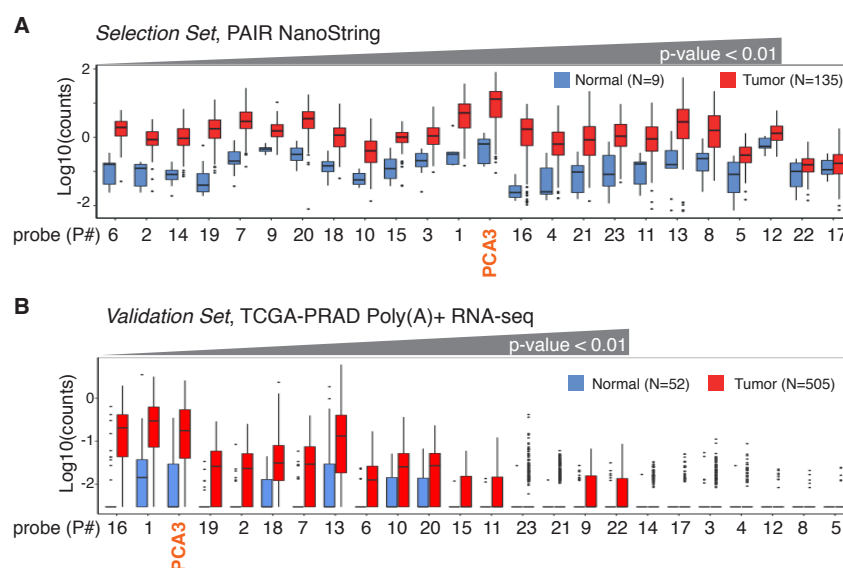 A
Selection Set, PAIR NanoString
p-value < 0.01
Normal (N=9) Tumor (N=135)
Log10(counts)
2
0
-2
probe (P#) 6 2 14 19 7 9 20 18 10 15 3 1 PCA3 16 4 21 23 11 13 8 5 12 22 17
B
Validation Set, TCGA-PRAD Poly(A)+ RNA-seq
p-value < 0.01
Normal (N=52) Tumor (N=505)
Log10(counts)
0
-1
-2
probe (P#) 16 1 PCA3 19 2 18 7 13 6 10 20 15 11 23 21 9 22 14 17 3 4 12 8 5